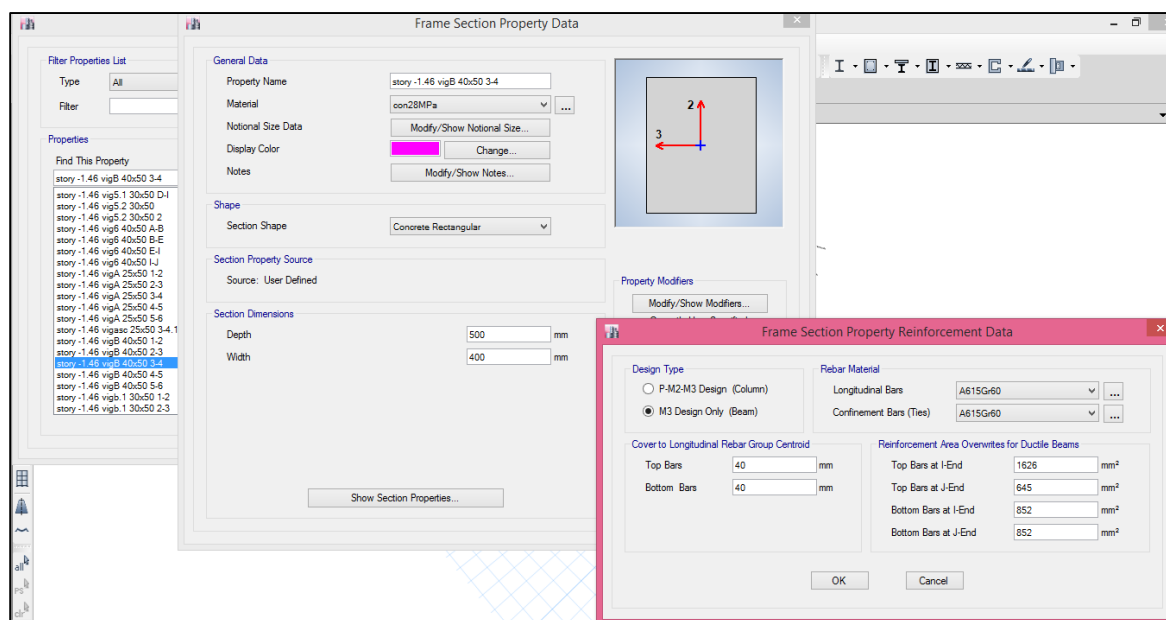 Frame Section Property Data
Filter Properties List
Type All
Filter
Properties
Find This Property
story -1.46 vigB 40x50 3-4
story -1.46 vig5.1 30x50 D-I
story -1.46 vig5.2 30x50
story -1.46 vig5.2 30x50 2
story -1.46 vig6 40x50 A-B
story -1.46 vig6 40x50 B-E
story -1.46 vig6 40x50 E-I
story -1.46 vig6 40x50 I-J
story -1.46 vigA 25x50 1-2
story -1.46 vigA 25x50 2-3
story -1.46 vigA 25x50 3-4
story -1.46 vigA 25x50 4-5
story -1.46 vigA 25x50 5-6
story -1.46 vigasc 25x50 3-4.1
story -1.46 vigB 40x50 1-2
story -1.46 vigB 40x50 2-3
story -1.46 vigB 40x50 3-4
story -1.46 vigB 40x50 4-5
story -1.46 vigB 40x50 5-6
story -1.46 vigb.1 30x50 1-2
story -1.46 vigb.1 30x50 2-3
all
ps
clr
General Data
Property Name story -1.46 vigB 40x50 3-4
Material con28MPa ...
Notional Size Data Modify/Show Notional Size...
Display Color Change...
Notes Modify/Show Notes...
Shape
Section Shape Concrete Rectangular
Section Property Source
Source: User Defined
Section Dimensions
Depth 500 mm
Width 400 mm
Show Section Properties...
2
3
Property Modifiers
Modify/Show Modifiers...
Frame Section Property Reinforcement Data
Design Type
P-M2-M3 Design (Column)
M3 Design Only (Beam)
Rebar Material
Longitudinal Bars A615Gr60 ...
Confinement Bars (Ties) A615Gr60 ...
Cover to Longitudinal Rebar Group Centroid
Top Bars 40 mm
Bottom Bars 40 mm
Reinforcement Area Overwrites for Ductile Beams
Top Bars at I-End 1626 mm²
Top Bars at J-End 645 mm²
Bottom Bars at I-End 852 mm²
Bottom Bars at J-End 852 mm²
OK Cancel